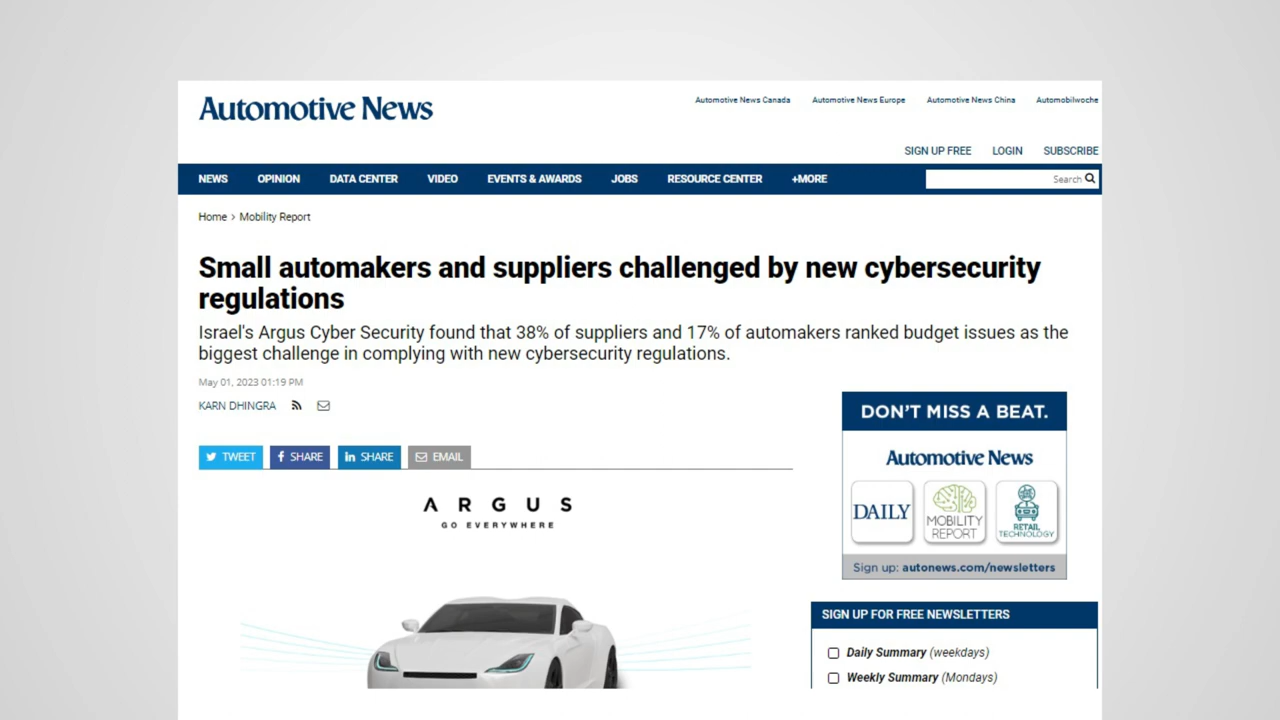 Automotive News
Automotive News Canada
Automotive News Europe
Automotive News China
Automobilwoche
SIGN UP FREE
LOGIN
SUBSCRIBE
NEWS
OPINION
DATA CENTER
VIDEO
EVENTS & AWARDS
JOBS
RESOURCE CENTER
+MORE
Search
Home > Mobility Report
Small automakers and suppliers challenged by new cybersecurity
regulations
Israel's Argus Cyber Security found that 38% of suppliers and 17% of automakers ranked budget issues as the
biggest challenge in complying with new cybersecurity regulations.
May 01, 2023 01:19 PM
KARN DHINGRA
TWEET
SHARE
SHARE
EMAIL
ARGUS
GO EVERYWHERE
DON'T MISS A BEAT.
Automotive News
DAILY
MOBILITY
REPORT
RETAIL
TECHNOLOGY
Sign up: autonews.com/newsletters
SIGN UP FOR FREE NEWSLETTERS
Daily Summary (weekdays)
Weekly Summary (Mondays)